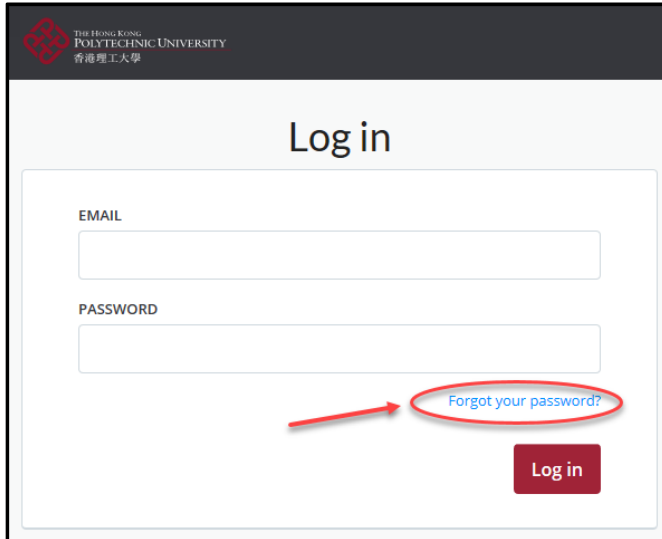 THE HONG KONG
POLYTECHNIC UNIVERSITY
香港理工大學
Log in
EMAIL
PASSWORD
Forgot your password?
Log in